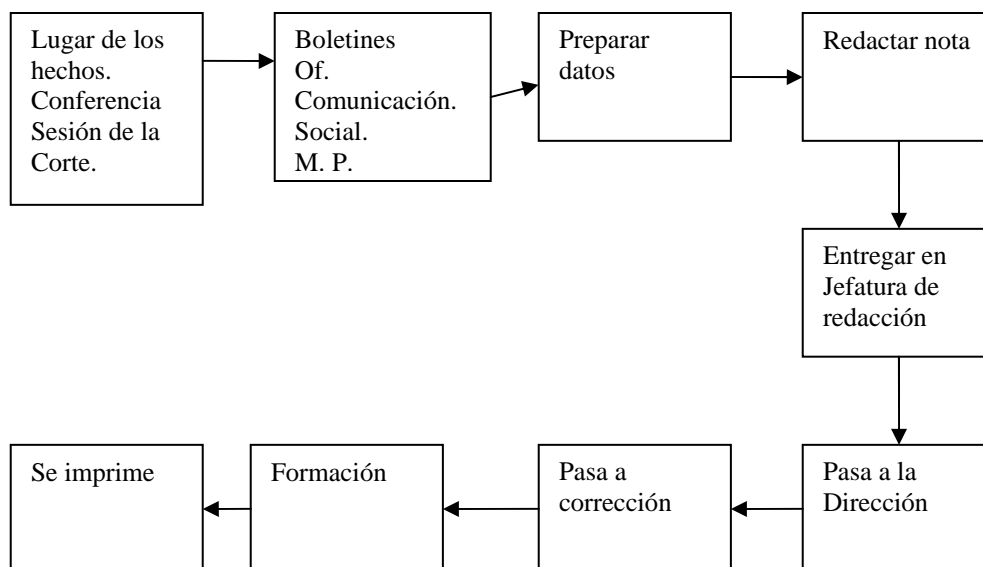 Lugar de los
hechos.
Conferencia
Sesión de la
Corte.
Boletines
Of.
Comunicación.
Social.
M. P.
Preparar
datos
Redactar nota
Entregar en
Jefatura de
redacción
Pasa a la
Dirección
Pasa a
corrección
Formación
Se imprime